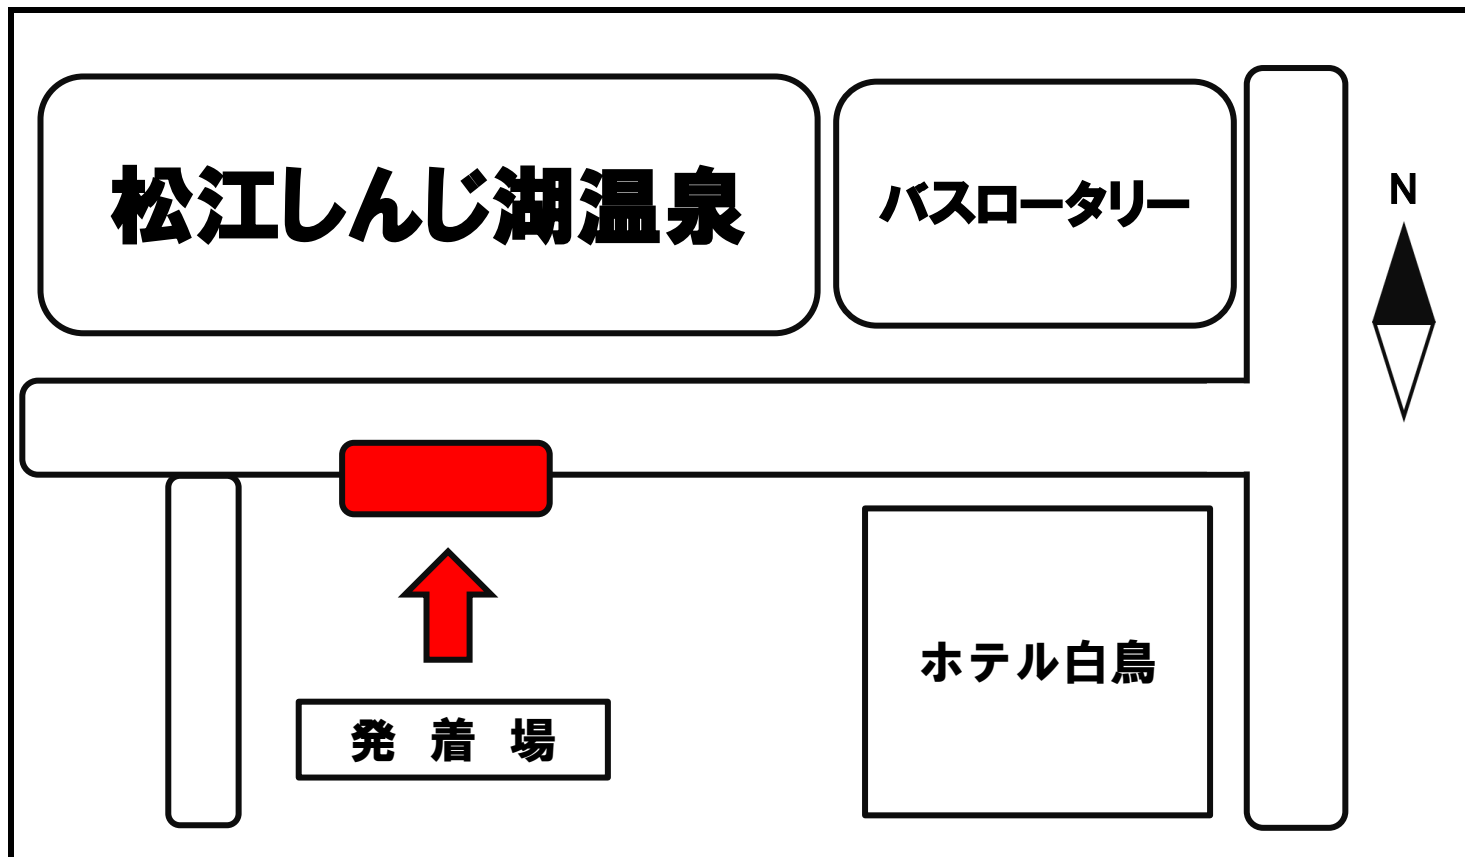 松江しんじ湖温泉
バスロータリー
N
ホテル白鳥
発 着 場